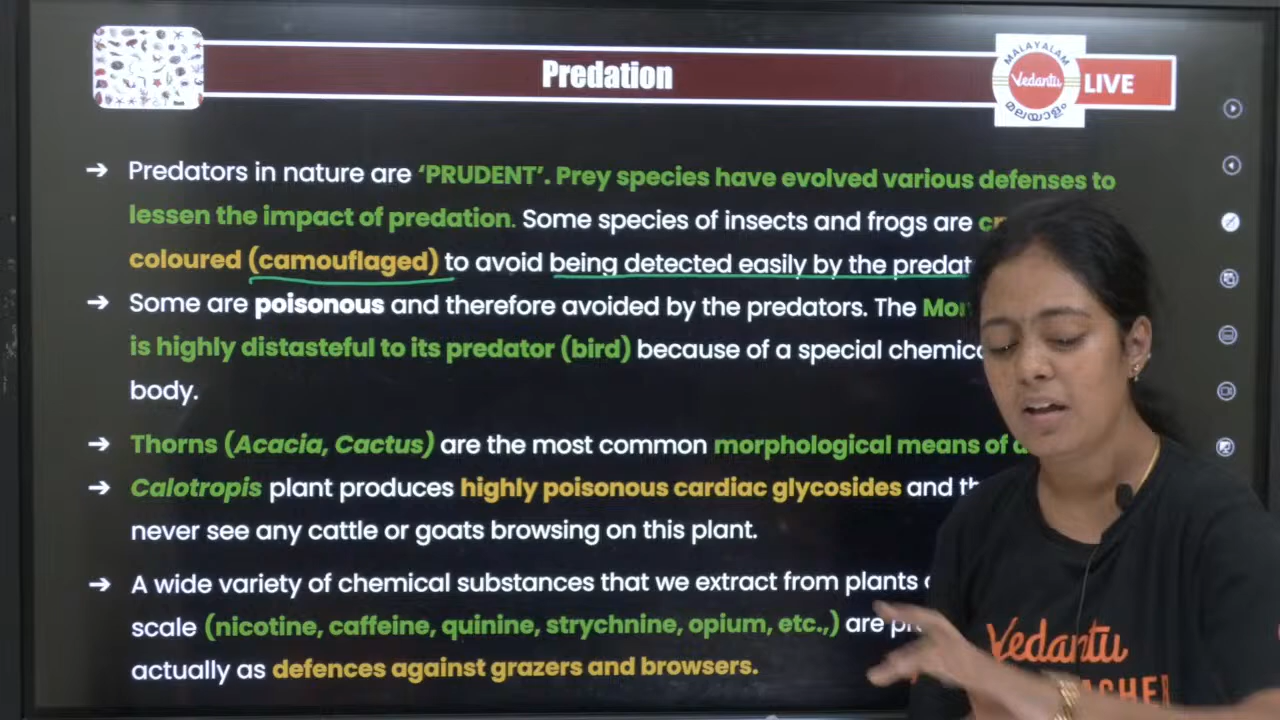 Predation
MALAYALAM
Vedantu
മലയാളം
LIVE
➔ Predators in nature are ‘PRUDENT’. Prey species have evolved various defenses to
lessen the impact of predation. Some species of insects and frogs are
coloured (camouflaged) to avoid being detected easily by the
➔ Some are poisonous and therefore avoided by the predators. The
is highly distasteful to its predator (bird) because of a special
body.
➔ Thorns (Acacia, Cactus) are the most common morphological means of
➔ Calotropis plant produces highly poisonous cardiac glycosides and
never see any cattle or goats browsing on this plant.
➔ A wide variety of chemical substances that we extract from plants
scale (nicotine, caffeine, quinine, strychnine, opium, etc.,) are
actually as defences against grazers and browsers.
Vedantu